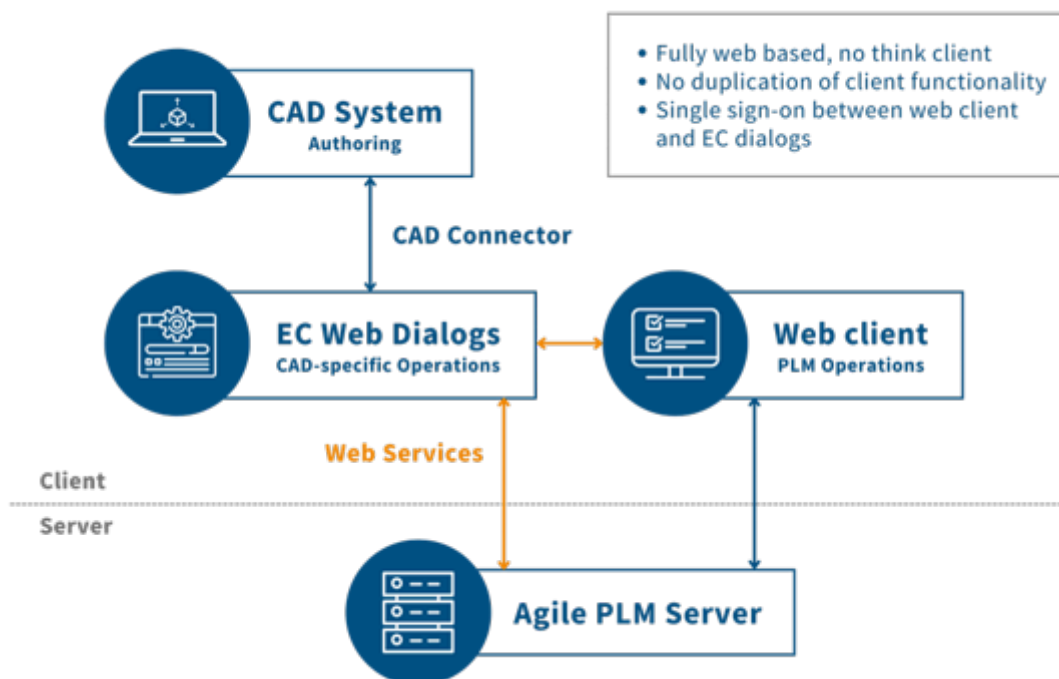 • Fully web based, no think client
• No duplication of client functionality
• Single sign-on between web client
and EC dialogs
CAD System
Authoring
CAD Connector
EC Web Dialogs
CAD-specific Operations
Web client
PLM Operations
Web Services
Client
Server
Agile PLM Server